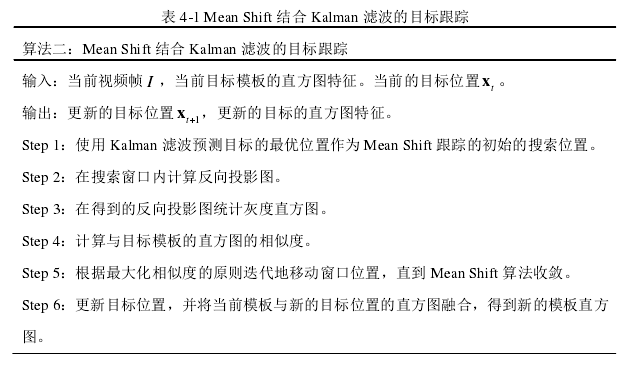 表 4-1 Mean Shift 结合 Kalman 滤波的目标跟踪
算法二：Mean Shift 结合 Kalman 滤波的目标跟踪
输入：当前视频帧 I ，当前目标模板的直方图特征。当前的目标位置 x_t 。
输出：更新的目标位置 x_{t+1}，更新的目标的直方图特征。
Step 1：使用 Kalman 滤波预测目标的最优位置作为 Mean Shift 跟踪的初始的搜索位置。
Step 2：在搜索窗口内计算反向投影图。
Step 3：在得到的反向投影图统计灰度直方图。
Step 4：计算与目标模板的直方图的相似度。
Step 5：根据最大化相似度的原则迭代地移动窗口位置，直到 Mean Shift 算法收敛。
Step 6：更新目标位置，并将当前模板与新的目标位置的直方图融合，得到新的模板直方
图。